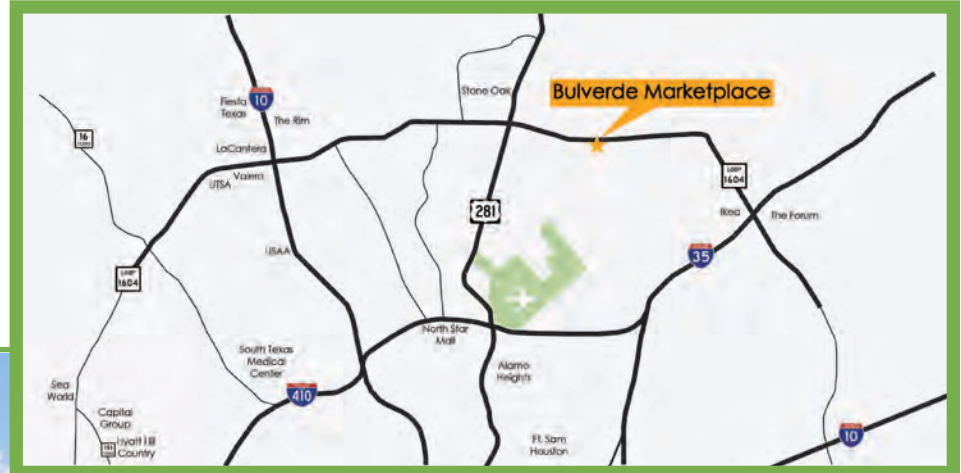 Stone Oak
Bulverde Marketplace
Fiesta
Texas
10
The Rim
16
LaCantera
Valero
UTSA
LOOP
1604
281
Ikea
The Forum
USAA
35
LOOP
1604
North Star
Mall
South Texas
Medical
Center
Alamo
Heights
410
Sea
World
Capital
Group
Hyatt Hill
Country
Ft. Sam
Houston
10